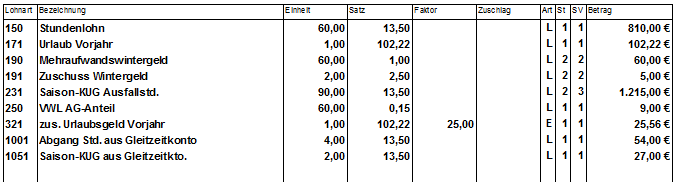 Lohnart Bezeichnung Einheit Satz Faktor Zuschlag Art St SV Betrag
150 Stundenlohn 60,00 13,50 L 1 1 810,00 €
171 Urlaub Vorjahr 1,00 102,22 L 1 1 102,22 €
190 Mehraufwandswintergeld 60,00 1,00 L 2 2 60,00 €
191 Zuschuss Wintergeld 2,00 2,50 L 2 2 5,00 €
231 Saison-KUG Ausfallstd. 90,00 13,50 L 2 3 1.215,00 €
250 VWL AG-Anteil 60,00 0,15 L 1 1 9,00 €
321 zus. Urlaubsgeld Vorjahr 1,00 102,22 25,00 E 1 1 25,56 €
1001 Abgang Std. aus Gleitzeitkonto 4,00 13,50 L 1 1 54,00 €
1051 Saison-KUG aus Gleitzeitkto. 2,00 13,50 L 1 1 27,00 €